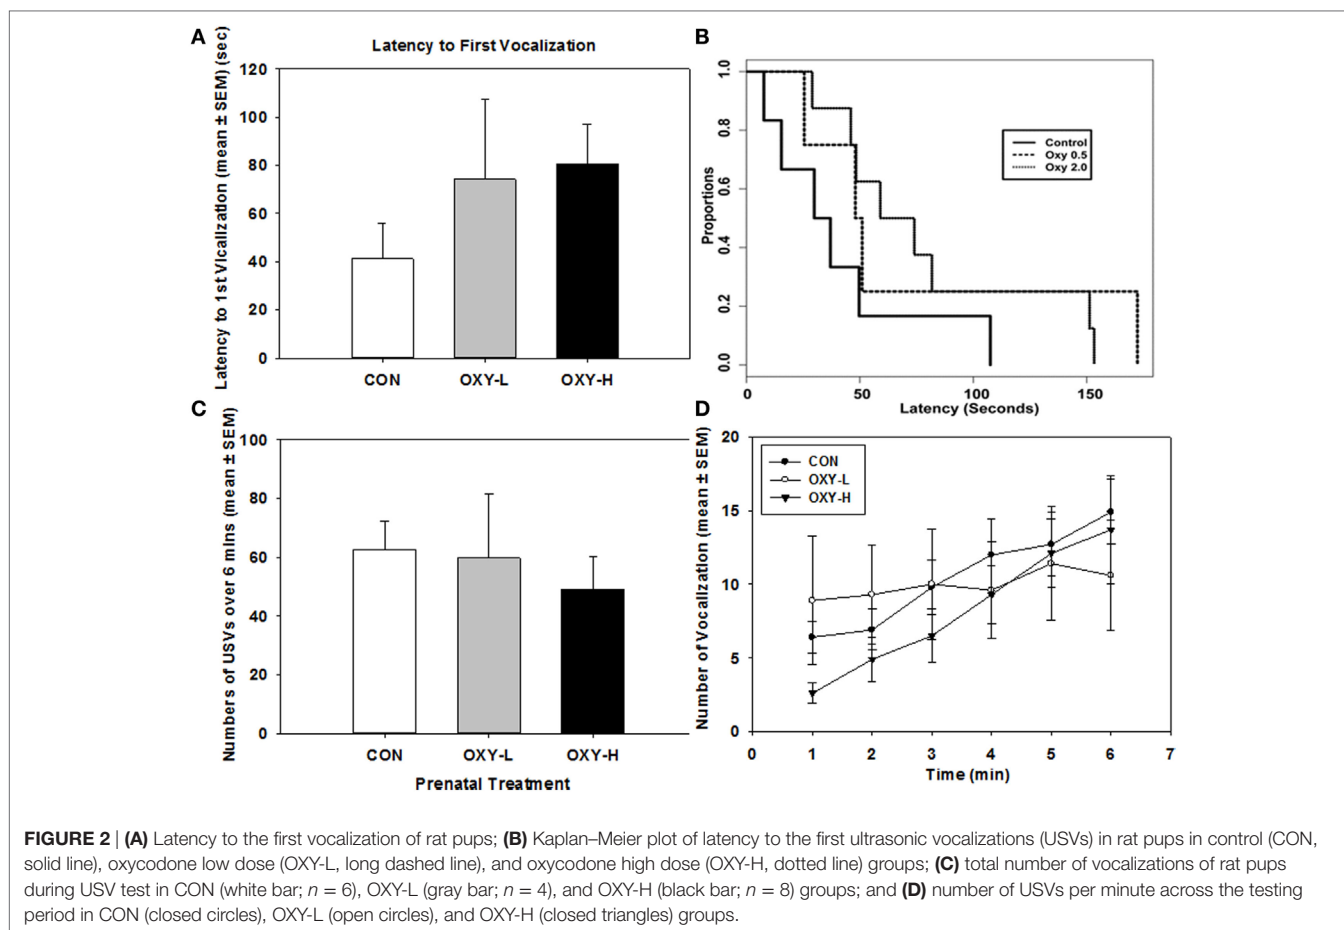 A
Latency to First Vocalization
Latency to 1st Vlcalization (mean ± SEM) (sec)
120
100
80
60
40
20
0
CON OXY-L OXY-H
B
Proportions
1.0
0.8
0.6
0.4
0.2
0.0
Control
Oxy 0.5
Oxy 2.0
0 50 100 150
Latency (Seconds)
C
Numbers of USVs over 6 mins (mean ± SEM)
100
80
60
40
20
0
CON OXY-L OXY-H
Prenatal Treatment
D
Number of Vocalization (mean ± SEM)
20
15
10
5
0
CON
OXY-L
OXY-H
0 1 2 3 4 5 6 7
Time (min)
FIGURE 2 | (A) Latency to the first vocalization of rat pups; (B) Kaplan–Meier plot of latency to the first ultrasonic vocalizations (USVs) in rat pups in control (CON,
solid line), oxycodone low dose (OXY-L, long dashed line), and oxycodone high dose (OXY-H, dotted line) groups; (C) total number of vocalizations of rat pups
during USV test in CON (white bar; n = 6), OXY-L (gray bar; n = 4), and OXY-H (black bar; n = 8) groups; and (D) number of USVs per minute across the testing
period in CON (closed circles), OXY-L (open circles), and OXY-H (closed triangles) groups.